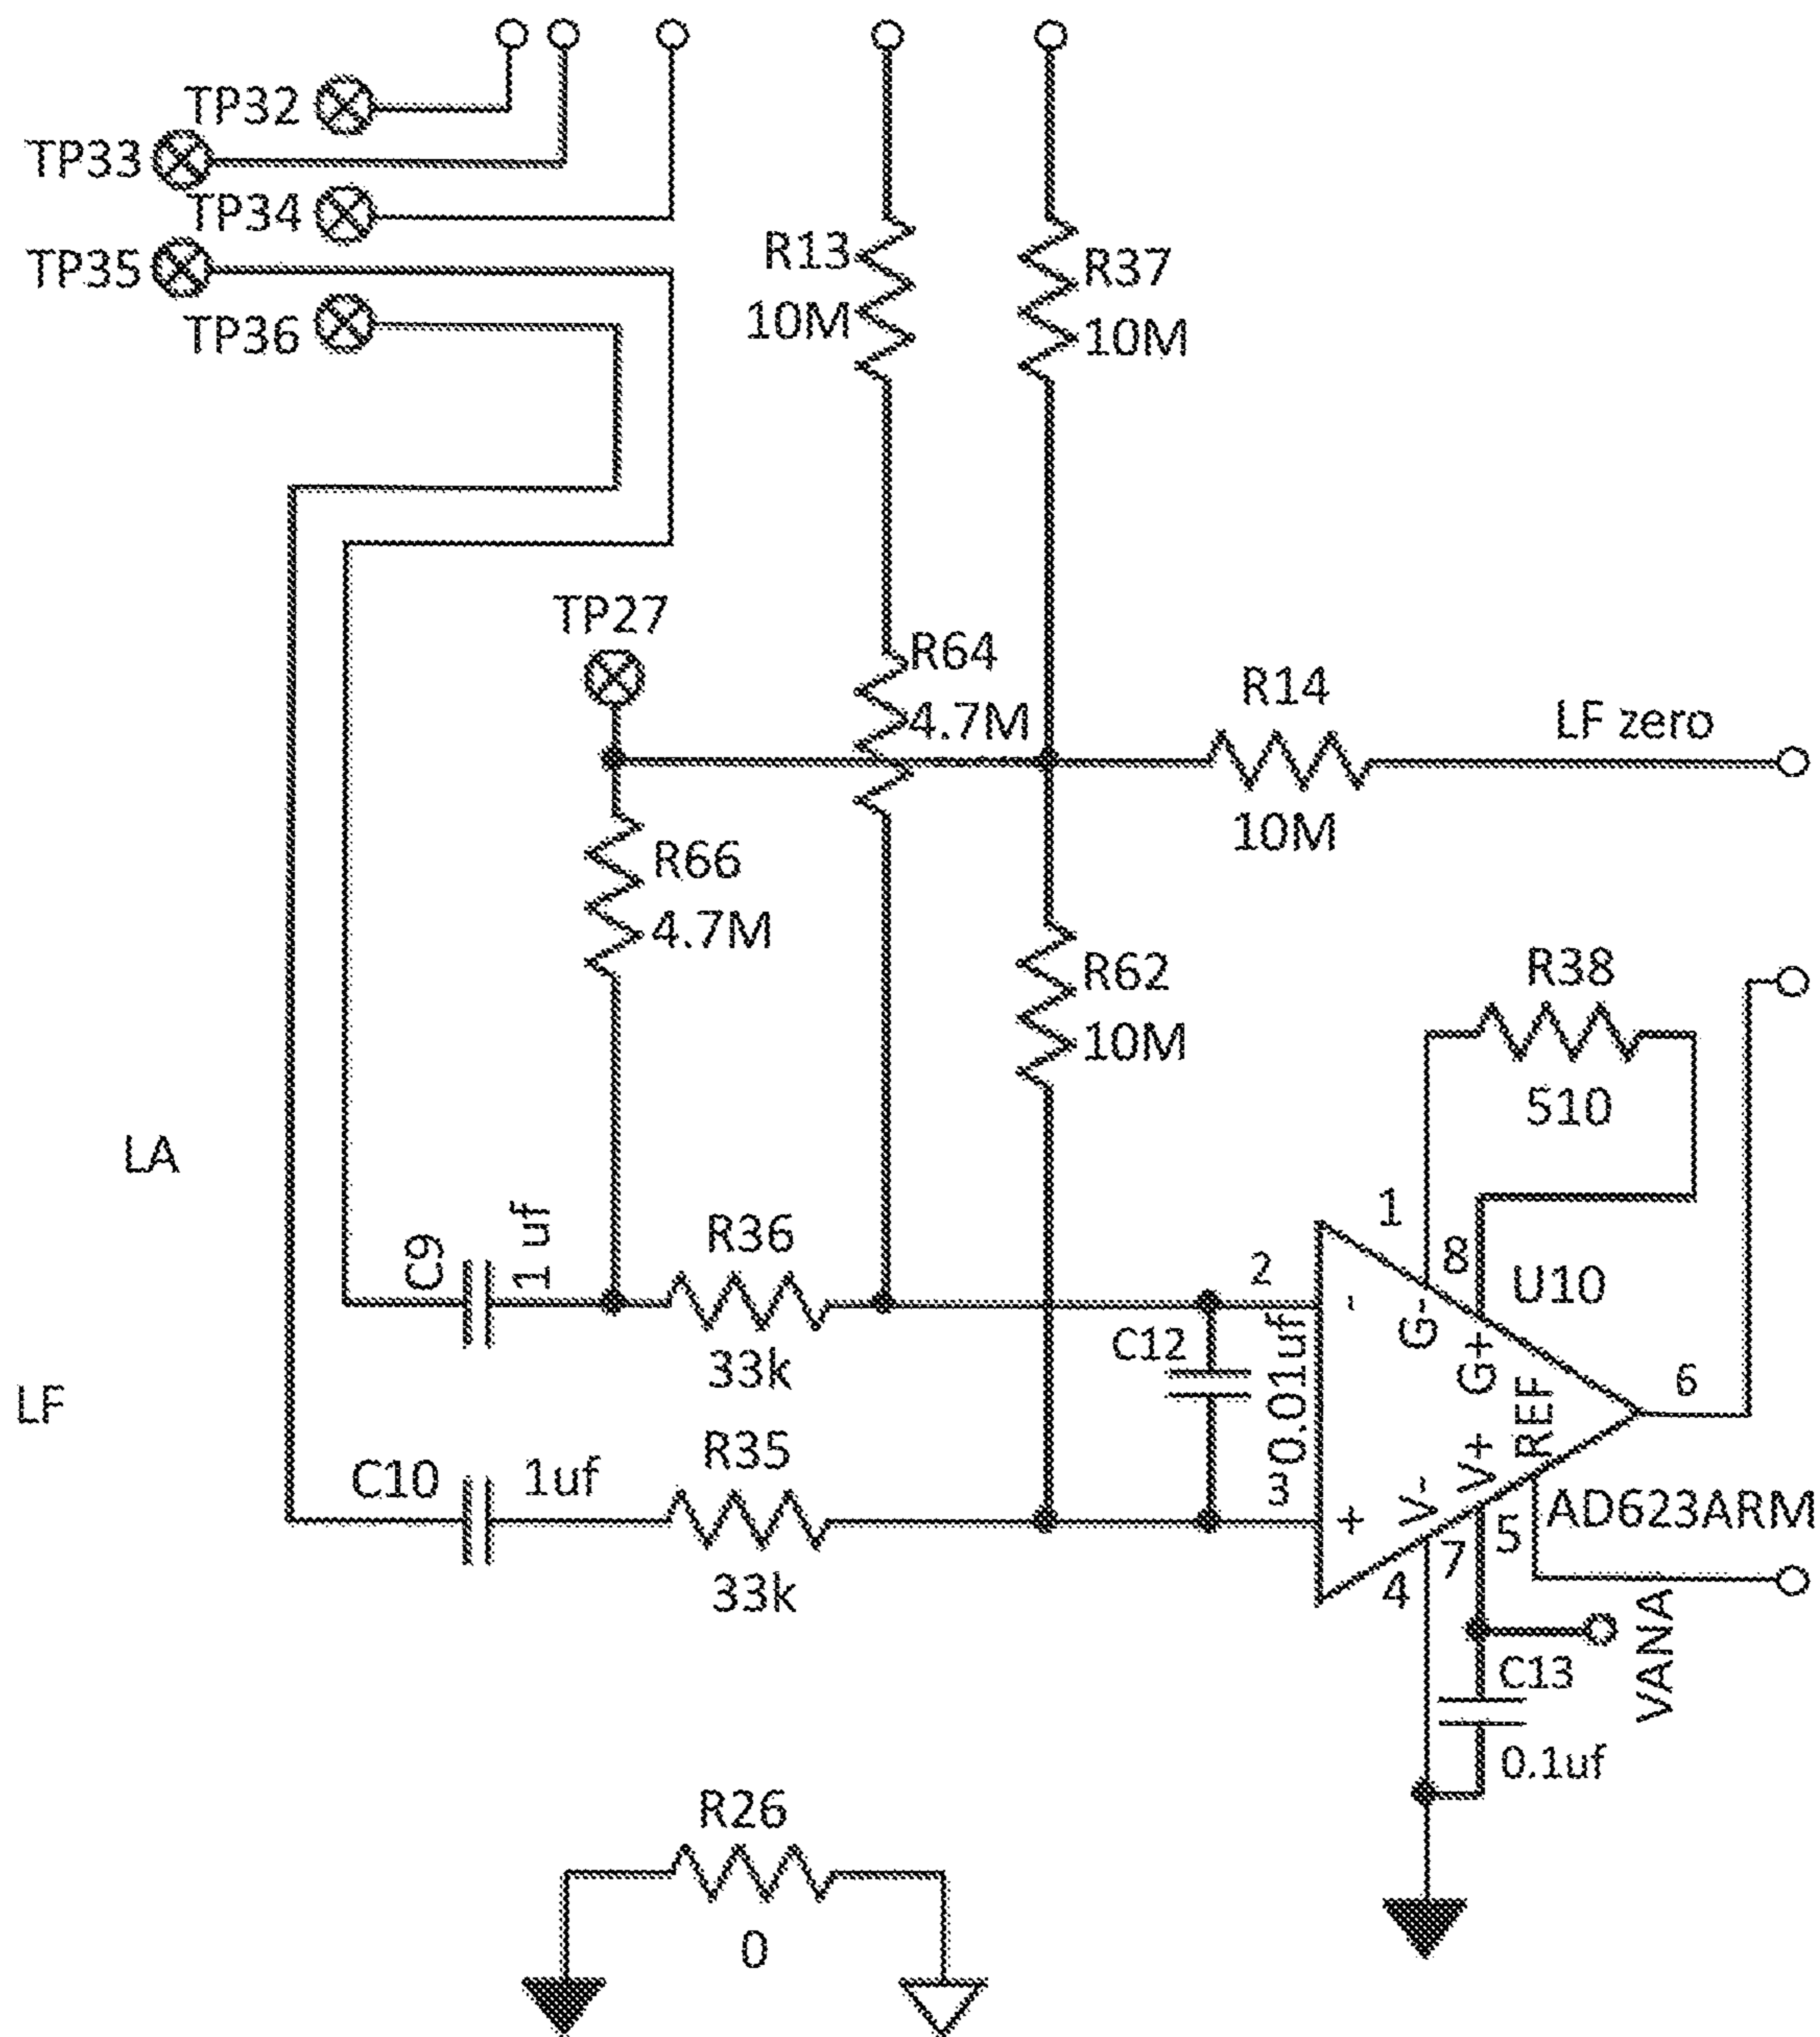 TP32
TP33
TP34
TP35
TP36
R13
10M
R37
10M
TP27
R64
4.7M
R14
10M
LF zero
R66
4.7M
R62
10M
R38
510
LA
LF
C9
1 uf
R36
33k
C10
1uf
R35
33k
C12
0.01uf
1
8
2
3
-
+
G-
G+
REF
V+
V-
U10
6
AD623ARM
4
7
5
VANA
C13
0.1uf
R26
0